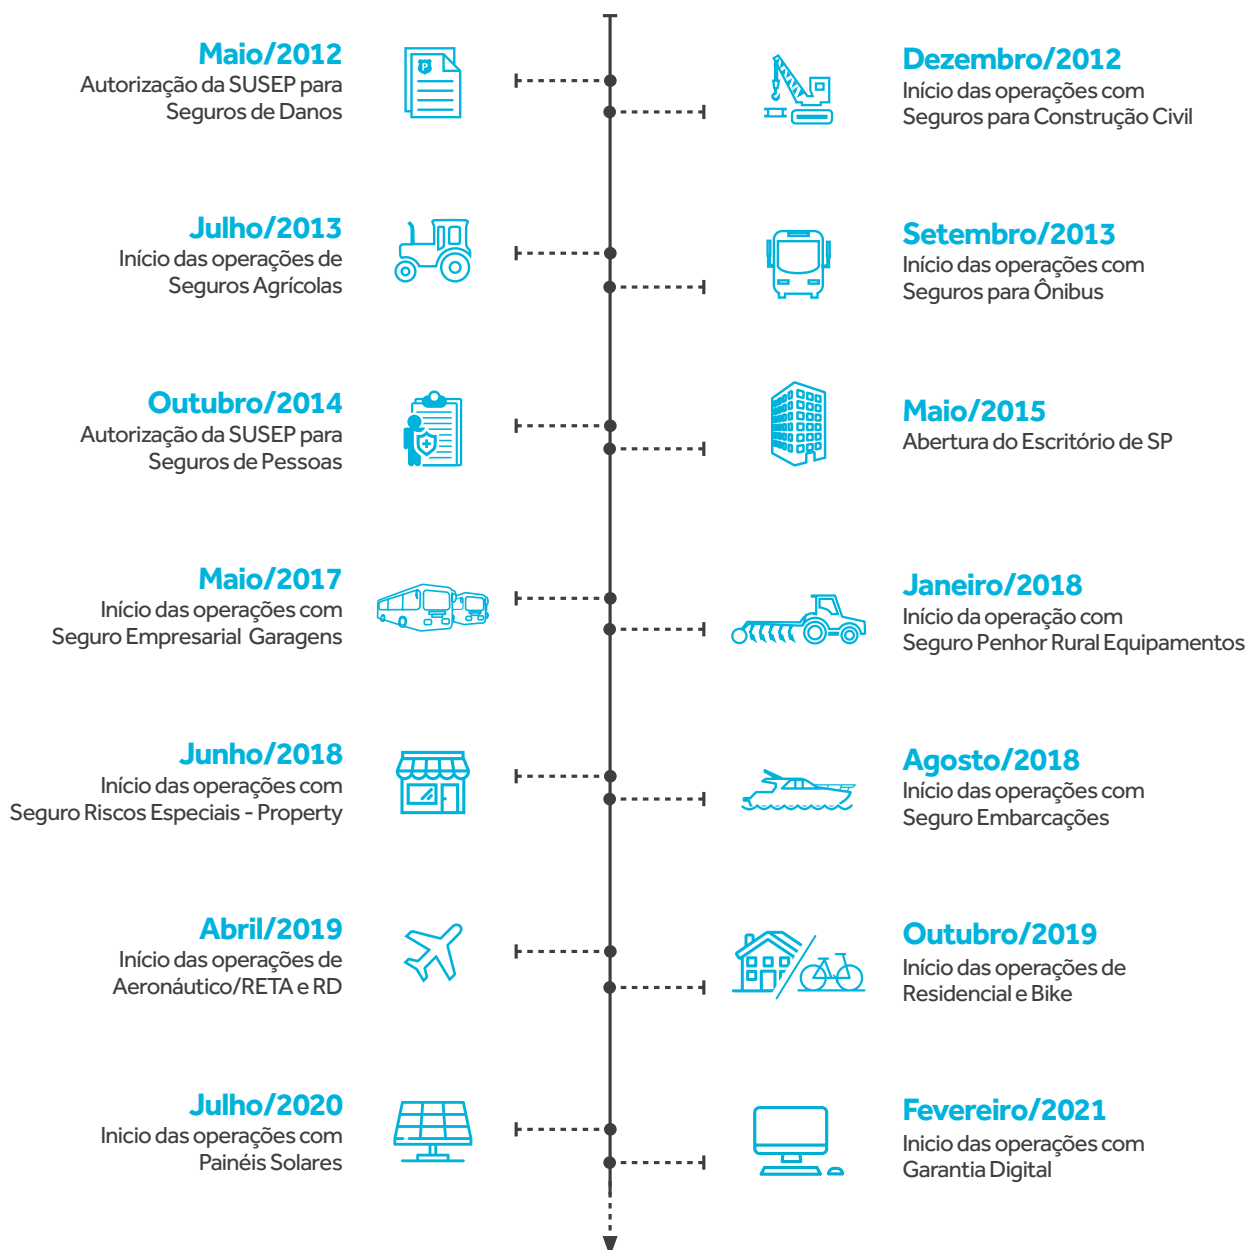 Maio/2012
Autorização da SUSEP para
Seguros de Danos
Dezembro/2012
Início das operações com
Seguros para Construção Civil
Julho/2013
Início das operações de
Seguros Agrícolas
Setembro/2013
Início das operações com
Seguros para Ônibus
Outubro/2014
Autorização da SUSEP para
Seguros de Pessoas
Maio/2015
Abertura do Escritório de SP
Maio/2017
Início das operações com
Seguro Empresarial Garagens
Janeiro/2018
Início da operação com
Seguro Penhor Rural Equipamentos
Junho/2018
Início das operações com
Seguro Riscos Especiais - Property
Agosto/2018
Início das operações com
Seguro Embarcações
Abril/2019
Início das operações de
Aeronáutico/RETA e RD
Outubro/2019
Início das operações de
Residencial e Bike
Julho/2020
Inicio das operações com
Painéis Solares
Fevereiro/2021
Inicio das operações com
Garantia Digital